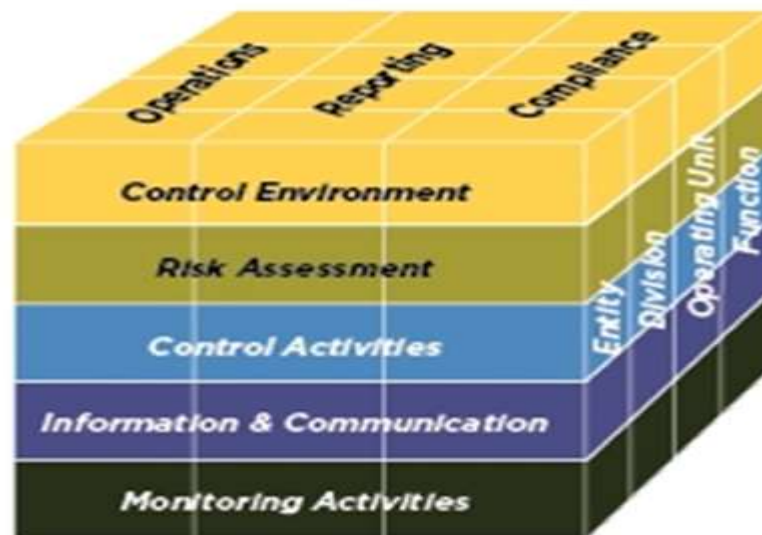 Operations
Reporting
Compliance
Control Environment
Risk Assessment
Control Activities
Information & Communication
Monitoring Activities
Entity
Division
Operating Unit
Function